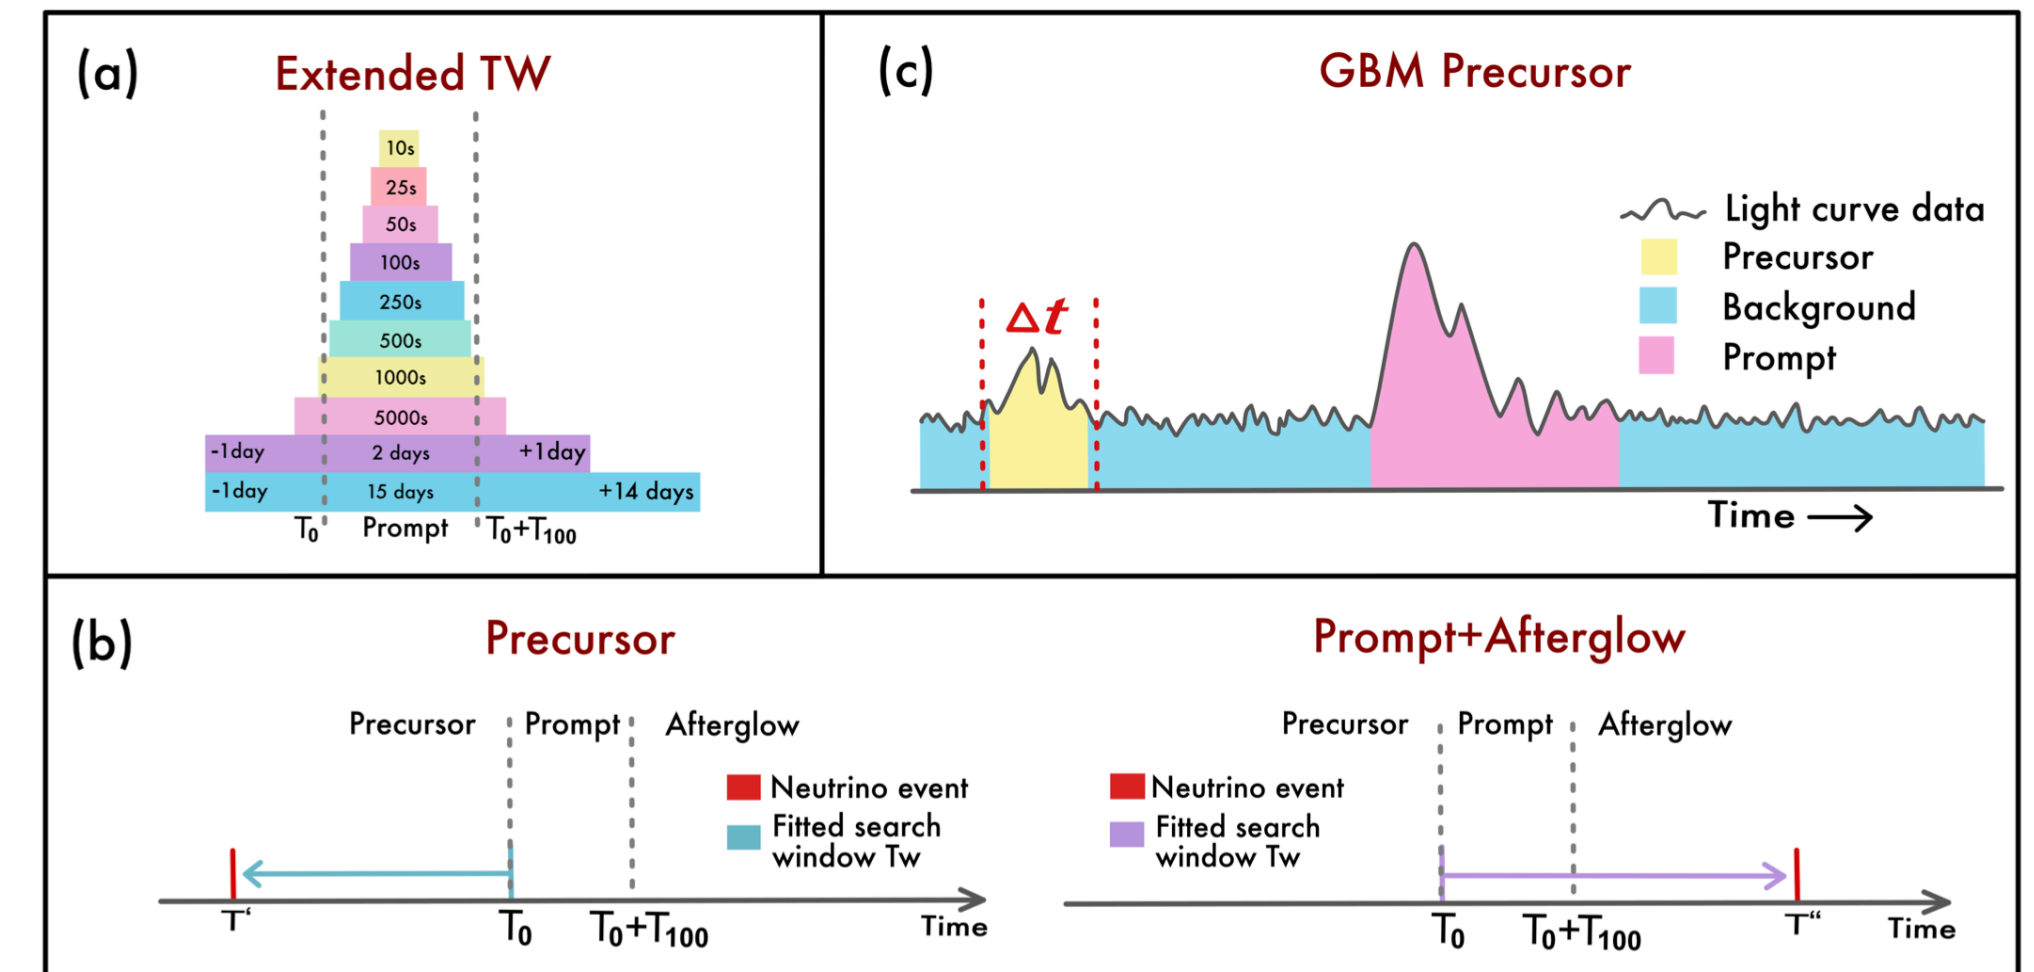 (a)
Extended TW
10s
25s
50s
100s
250s
500s
1000s
5000s
-1day 2 days +1day
-1day 15 days +14 days
T₀ Prompt T₀+T₁₀₀
(c)
GBM Precursor
Light curve data
Precursor
Background
Prompt
Δt
Time
(b)
Precursor
Precursor Prompt Afterglow
Neutrino event
Fitted search
window Tw
T‘ T₀ T₀+T₁₀₀ Time
Prompt+Afterglow
Precursor Prompt Afterglow
Neutrino event
Fitted search
window Tw
T₀ T₀+T₁₀₀ T“ Time